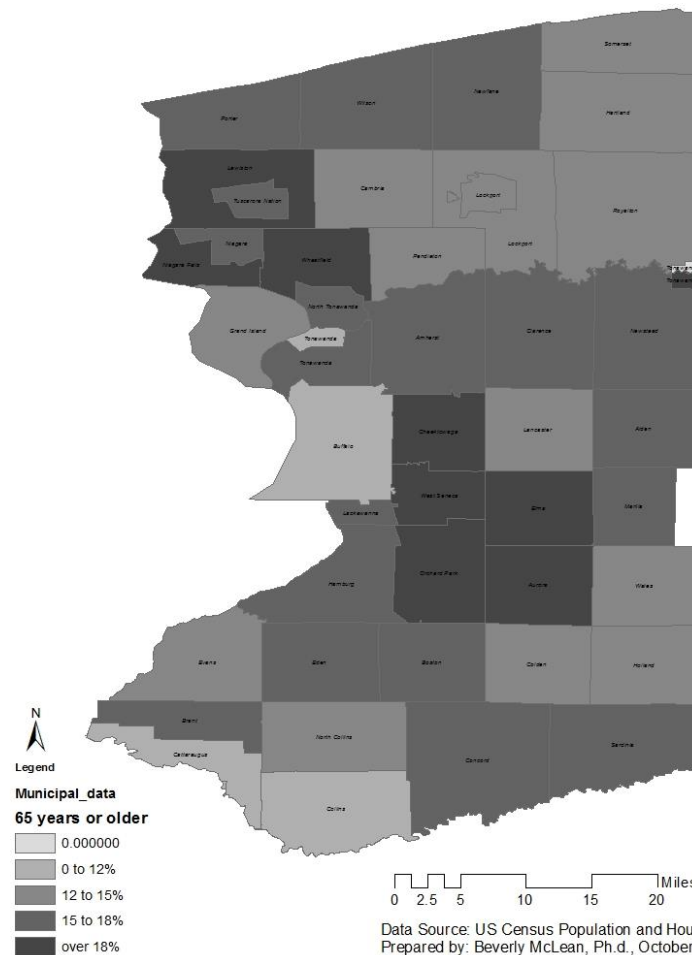 Somerset
Newfane
Wilson
Hartland
Porter
Lewiston
Cambria
Lockport
Tuscarora Nation
Royalton
Niagara
Lockport
Pendleton
Wheatfield
Niagara Falls
North Tonawanda
Grand Island
Tonawanda
Amherst
Clarence
Newstead
Tonawanda
Alden
Cheektowaga
Lancaster
Buffalo
West Seneca
Elma
Marilla
Lackawanna
Orchard Park
Hamburg
Aurora
Wales
Evans
Eden
Boston
Colden
Holland
Brant
North Collins
Sardinia
Cattaraugus
Concord
Collins
N
Legend
Municipal_data
65 years or older
0.000000
0 to 12%
12 to 15%
15 to 18%
over 18%
Miles
0 2.5 5 10 15 20
Data Source: US Census Population and Hou
Prepared by: Beverly McLean, Ph.d., October